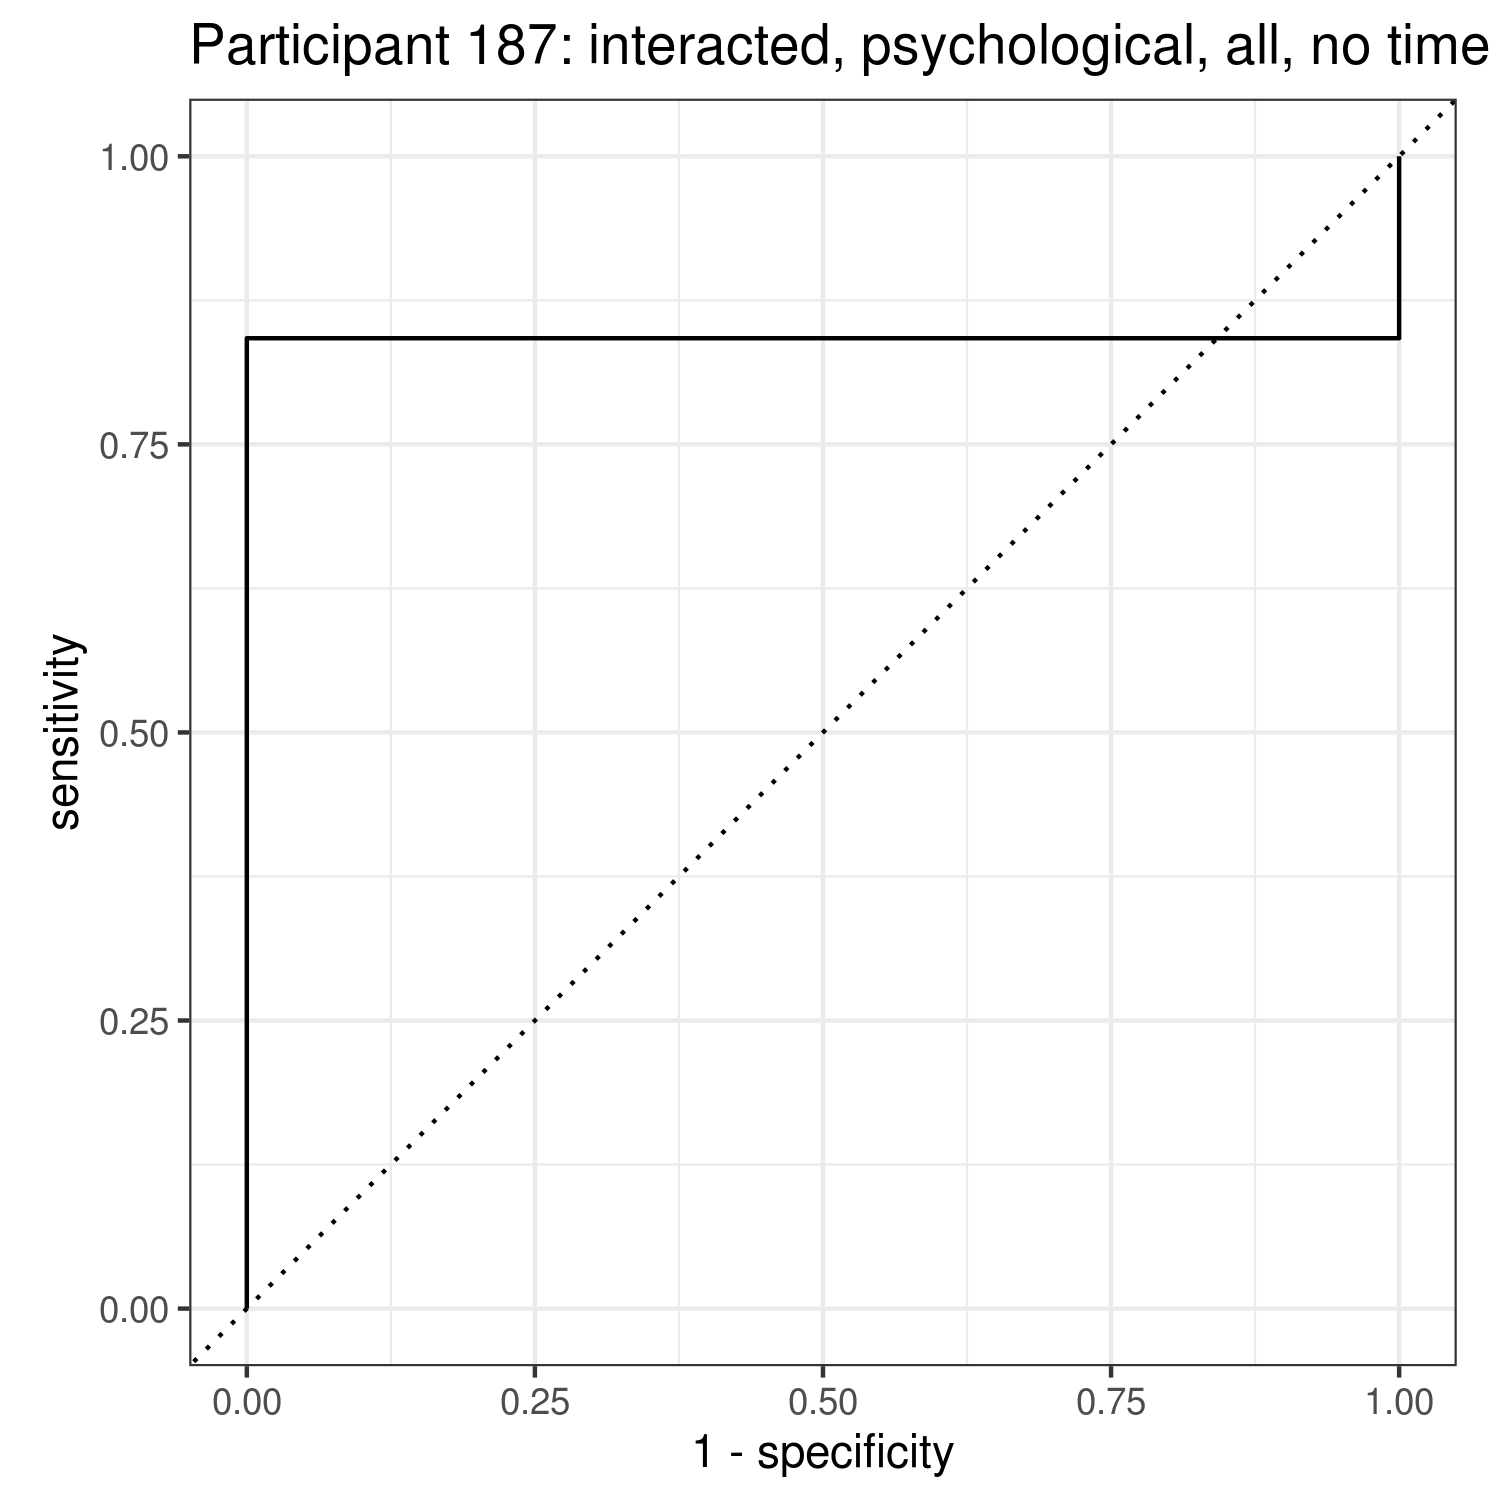 Participant 187: interacted, psychological, all, no time
1.00
0.75
0.50
0.25
0.00
sensitivity
0.00 0.25 0.50 0.75 1.00
1 - specificity